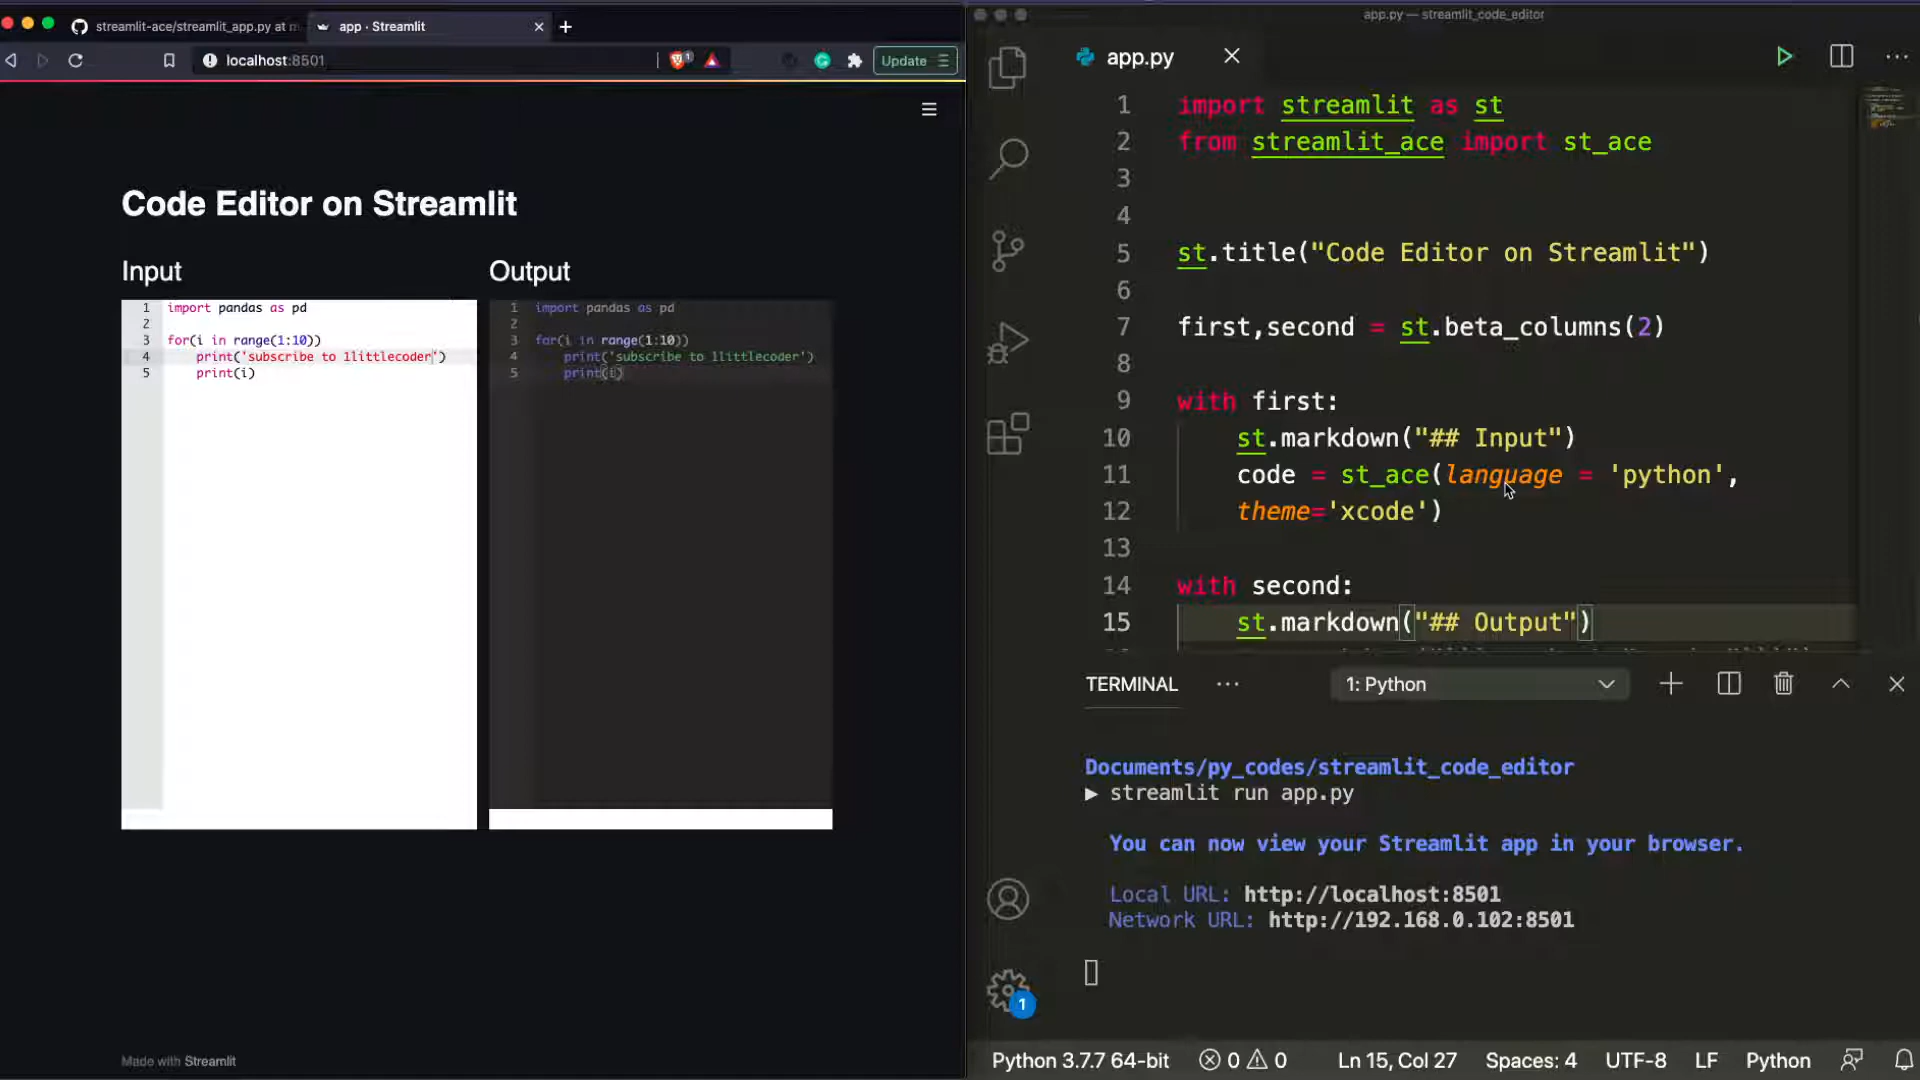 streamlit-ace/streamlit_app.py at m
app · Streamlit
localhost:8501
Update
Code Editor on Streamlit
Input
1 import pandas as pd
2
3 for(i in range(1:10))
4 print('subscribe to 1littlecoder')
5 print(i)
Output
1 import pandas as pd
2
3 for(i in range(1:10))
4 print('subscribe to 1littlecoder')
5 print(i)
Made with Streamlit
app.py — streamlit_code_editor
app.py
1 import streamlit as st
2 from streamlit_ace import st_ace
3
4
5 st.title("Code Editor on Streamlit")
6
7 first,second = st.beta_columns(2)
8
9 with first:
10 st.markdown("## Input")
11 code = st_ace(language = 'python',
12 theme='xcode')
13
14 with second:
15 st.markdown("## Output")
TERMINAL
1: Python
Documents/py_codes/streamlit_code_editor
▶ streamlit run app.py
You can now view your Streamlit app in your browser.
Local URL: http://localhost:8501
Network URL: http://192.168.0.102:8501
1
Python 3.7.7 64-bit
0 0
Ln 15, Col 27
Spaces: 4
UTF-8
LF
Python